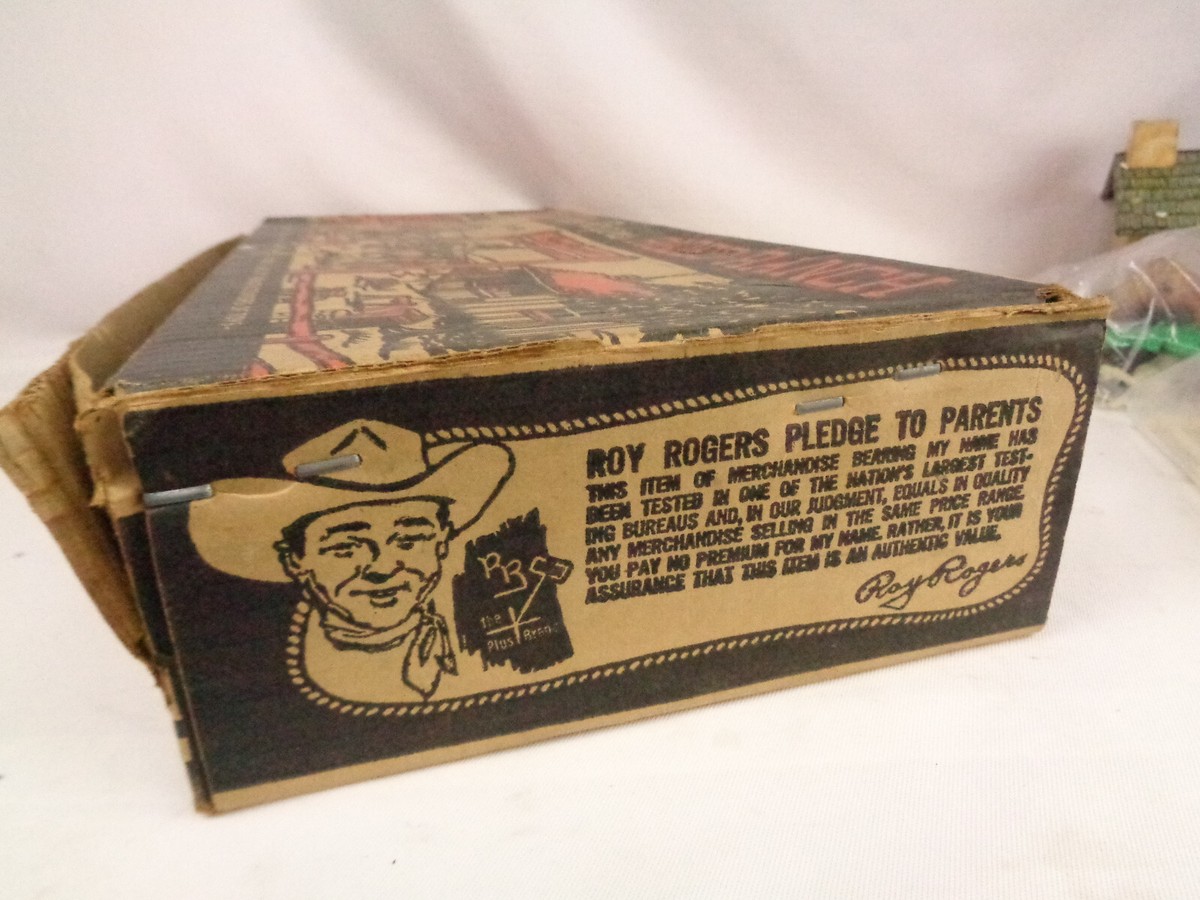 ROY ROGERS PLEDGE TO PARENTS
THIS ITEM OF MERCHANDISE BEARING MY NAME HAS
BEEN TESTED IN ONE OF THE NATION'S LARGEST TEST-
ING BUREAUS AND, IN OUR JUDGMENT, EQUALS IN QUALITY
ANY MERCHANDISE SELLING IN THE SAME PRICE RANGE
YOU PAY NO PREMIUM FOR MY NAME. RATHER, IT IS YOUR
ASSURANCE THAT THIS ITEM IS AN AUTHENTIC VALUE.
Roy Rogers
RR
the
Plus Brand